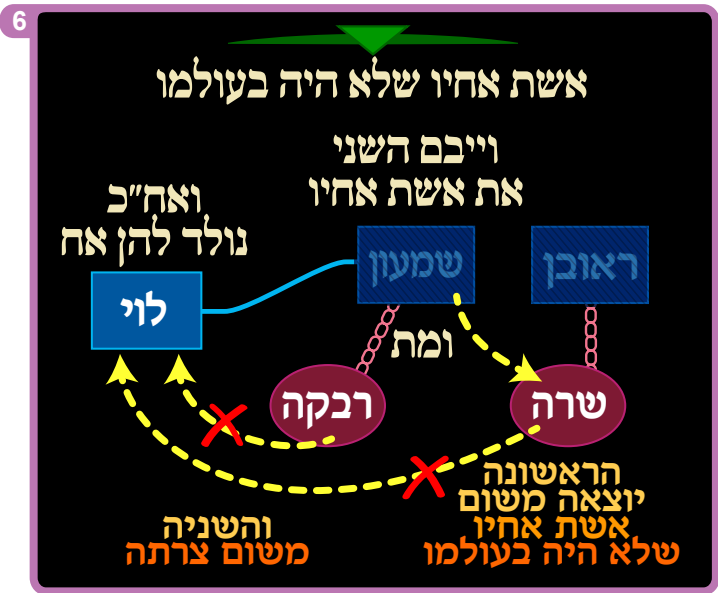 6
אשת אחיו שלא היה בעולמו
וייבם השני
את אשת אחיו
ואח"כ
נולד להן אח
ראובן
שמעון
לוי
ומת
שרה
רבקה
הראשונה
יוצאה משום
אשת אחיו
שלא היה בעולמו
והשניה
משום צרתה